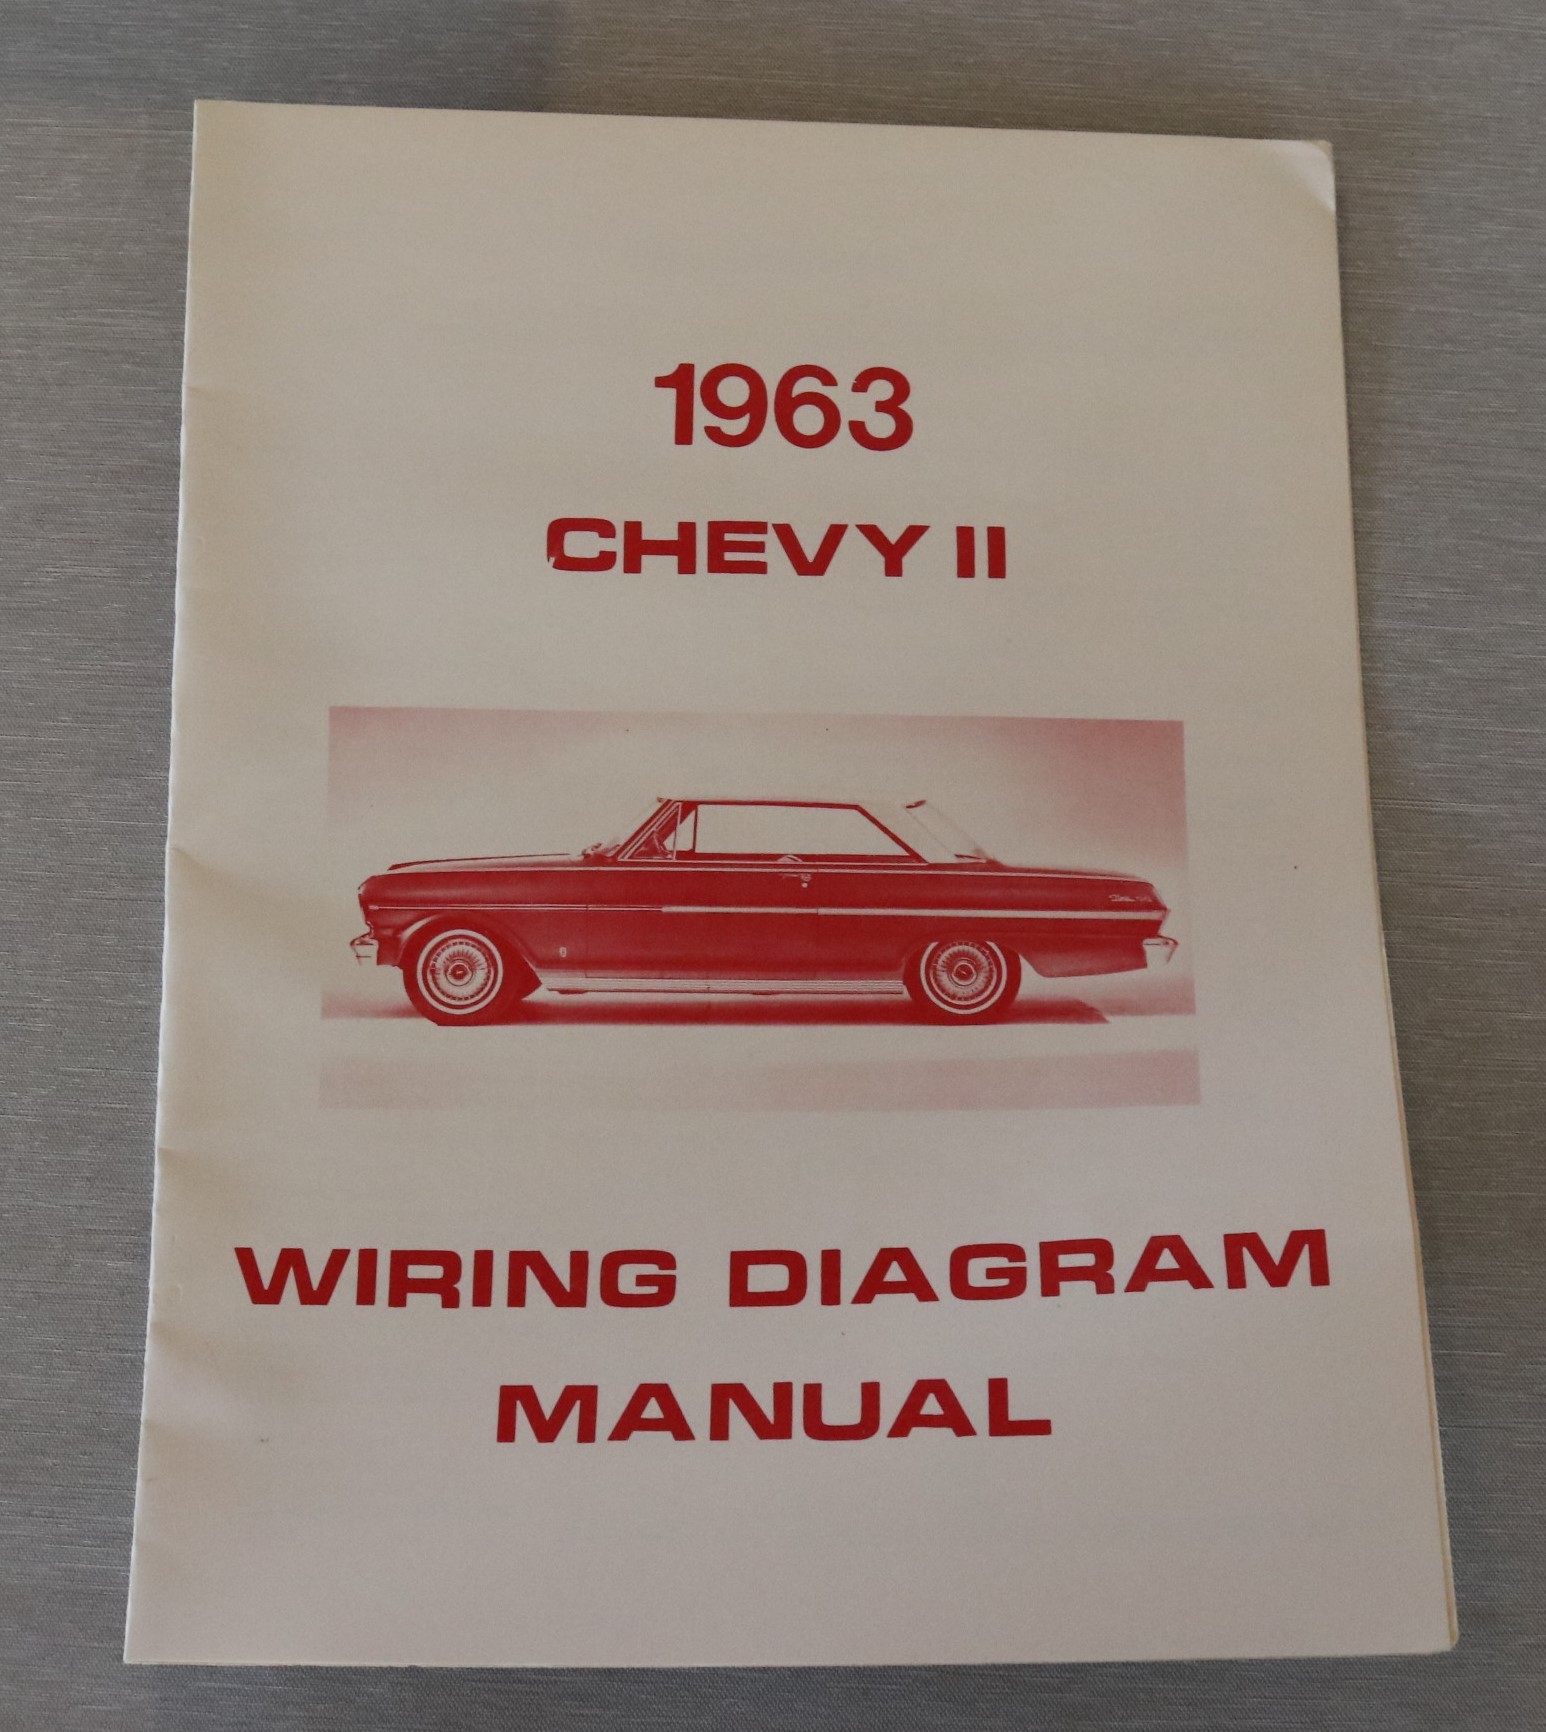 1963
CHEVY II
WIRING DIAGRAM
MANUAL